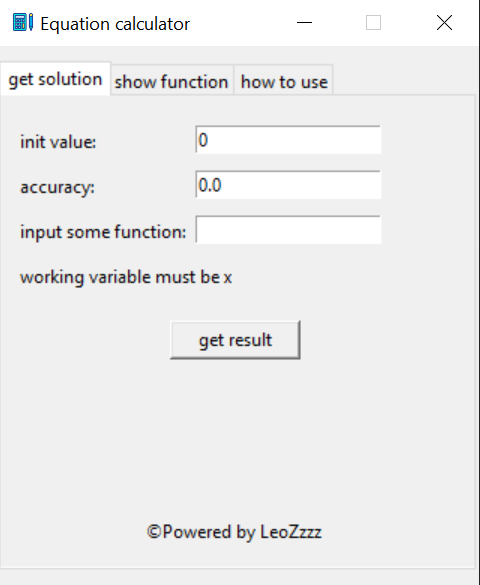 Equation calculator
get solution show function how to use
init value: 0
accuracy: 0.0
input some function:
working variable must be x
get result
©Powered by LeoZzzz